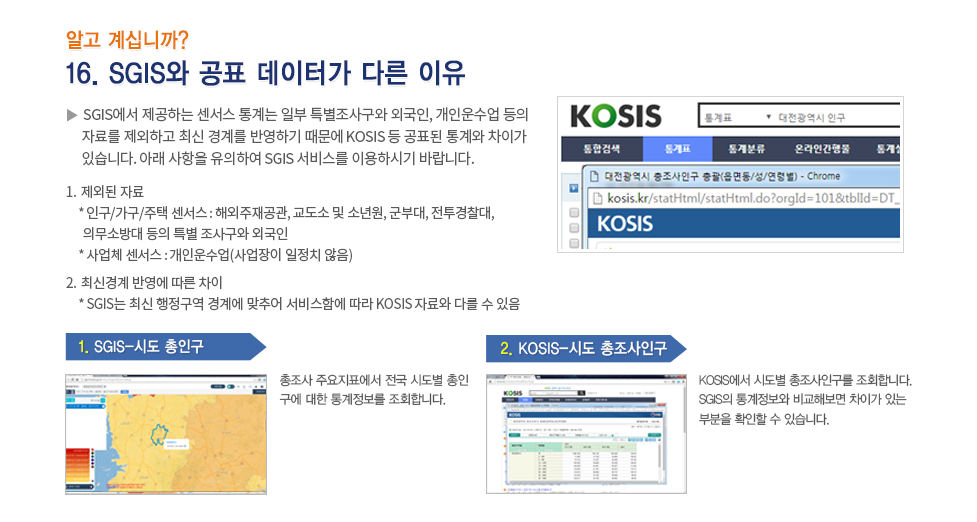 알고 계십니까?
16. SGIS와 공표 데이터가 다른 이유
▶ SGIS에서 제공하는 센서스 통계는 일부 특별조사구와 외국인, 개인운수업 등의
자료를 제외하고 최신 경계를 반영하기 때문에 KOSIS 등 공표된 통계와 차이가
있습니다. 아래 사항을 유의하여 SGIS 서비스를 이용하시기 바랍니다.
1. 제외된 자료
* 인구/가구/주택 센서스 : 해외주재공관, 교도소 및 소년원, 군부대, 전투경찰대,
의무소방대 등의 특별 조사구와 외국인
* 사업체 센서스 : 개인운수업(사업장이 일정치 않음)
2. 최신경계 반영에 따른 차이
* SGIS는 최신 행정구역 경계에 맞추어 서비스함에 따라 KOSIS 자료와 다를 수 있음
KOSIS 통계표 ▼ 대전광역시 인구
통합검색 통계표 통계분류 온라인간행물
대전광역시 총조사인구 총괄(읍면동/성/연령별) - Chrome
kosis.kr/statHtml/statHtml.do?orgId=101&tblId=DT_
KOSIS
1. SGIS-시도 총인구
총조사 주요지표에서 전국 시도별 총인
구에 대한 통계정보를 조회합니다.
2. KOSIS-시도 총조사인구
KOSIS에서 시도별 총조사인구를 조회합니다.
SGIS의 통계정보와 비교해보면 차이가 있는
부분을 확인할 수 있습니다.
KOSIS